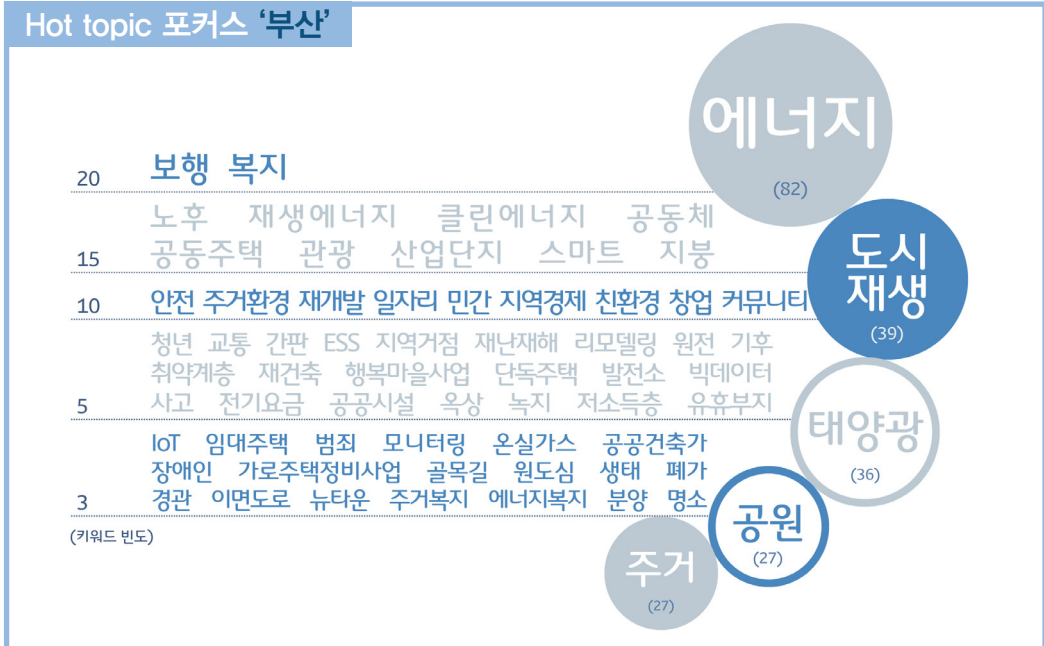 Hot topic 포커스 ‘부산’
에너지
(82)
20 보행 복지
노후 재생에너지 클린에너지 공동체
15 공동주택 관광 산업단지 스마트 지붕
도시
재생
(39)
10 안전 주거환경 재개발 일자리 민간 지역경제 친환경 창업 커뮤니티
청년 교통 간판 ESS 지역거점 재난재해 리모델링 원전 기후
취약계층 재건축 행복마을사업 단독주택 발전소 빅데이터
5 사고 전기요금 공공시설 옥상 녹지 저소득층 유휴부지
태양광
(36)
IoT 임대주택 범죄 모니터링 온실가스 공공건축가
장애인 가로주택정비사업 골목길 원도심 생태 폐가
3 경관 이면도로 뉴타운 주거복지 에너지복지 분양 명소
(키워드 빈도)
공원
(27)
주거
(27)